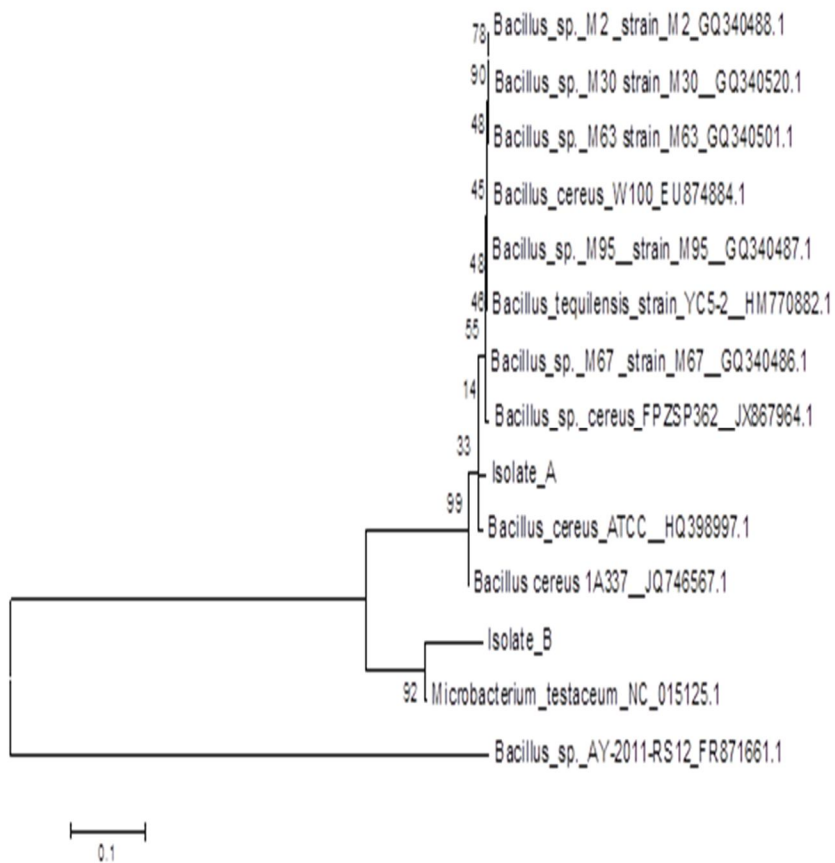 78 Bacillus_sp._M2_strain_M2_GQ340488.1
90
Bacillus_sp._M30 strain_M30__GQ340520.1
48
Bacillus_sp._M63 strain_M63_GQ340501.1
45
Bacillus_cereus_W100_EU874884.1
Bacillus_sp._M95__strain_M95__GQ340487.1
48
46 Bacillus_tequilensis_strain_YC5-2__HM770882.1
55
Bacillus_sp._M67_strain_M67__GQ340486.1
14
Bacillus_sp._cereus_FPZSP362__JX867964.1
33
Isolate_A
99
Bacillus_cereus_ATCC__HQ398997.1
Bacillus cereus 1A337__JQ746567.1
Isolate_B
92 Microbacterium_testaceum_NC_015125.1
Bacillus_sp._AY-2011-RS12_FR871661.1
0.1